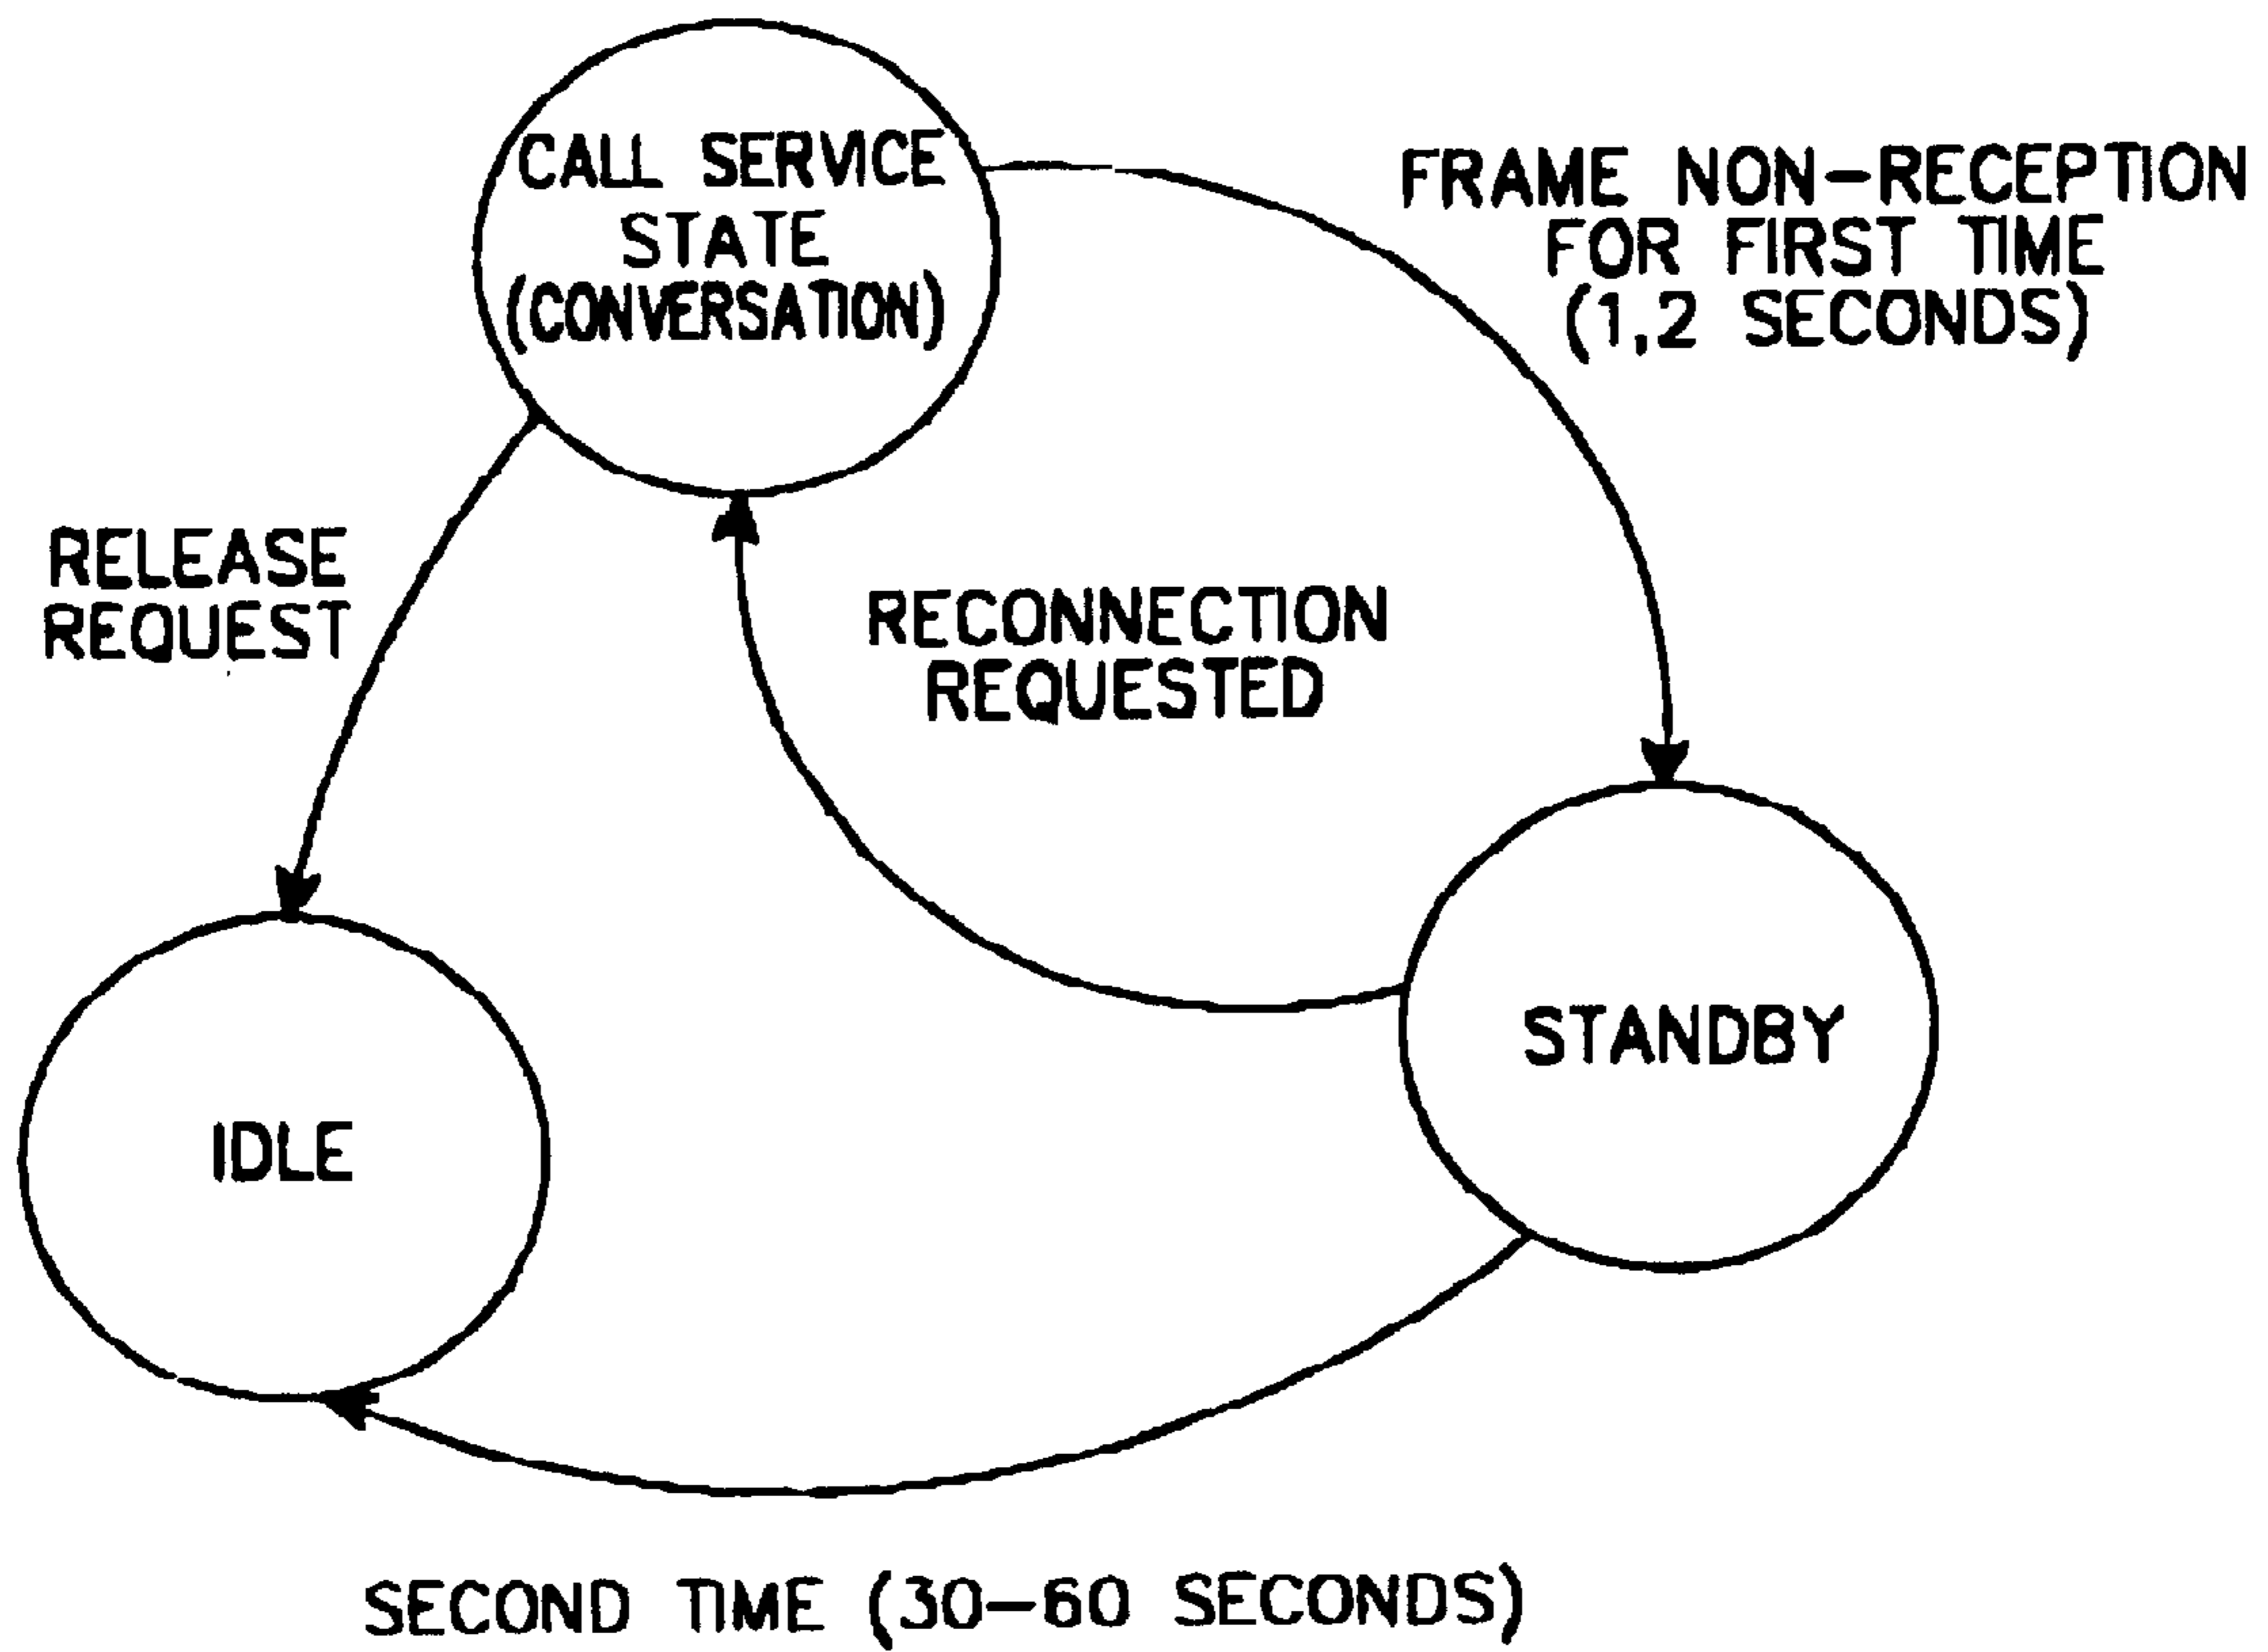 CALL SERVICE
STATE
(CONVERSATION)
FRAME NON-RECEPTION
FOR FIRST TIME
(1,2 SECONDS)
RELEASE
REQUEST
RECONNECTION
REQUESTED
STANDBY
IDLE
SECOND TIME (30-60 SECONDS)